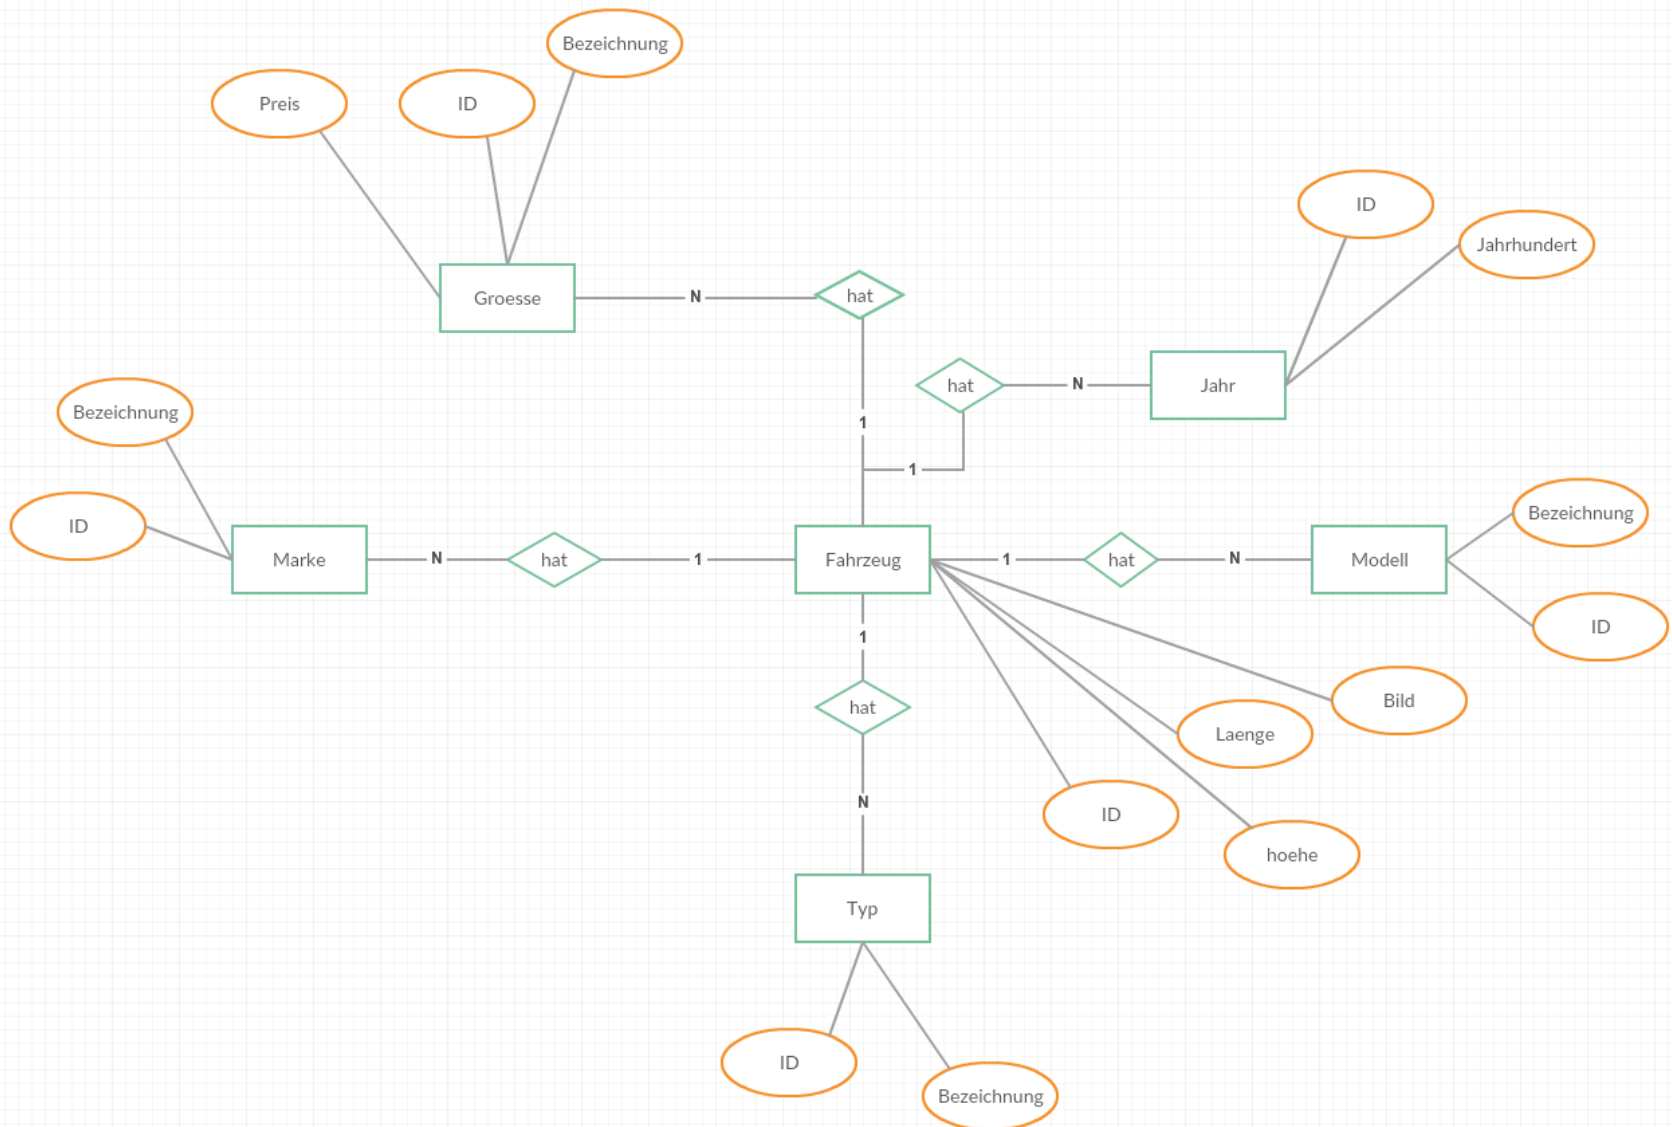 Bezeichnung
Preis
ID
ID
Jahrhundert
Groesse
N
hat
hat
N
Jahr
Bezeichnung
1
1
Bezeichnung
ID
Marke
N
hat
1
Fahrzeug
1
hat
N
Modell
ID
1
Bild
hat
Laenge
N
ID
hoehe
Typ
ID
Bezeichnung